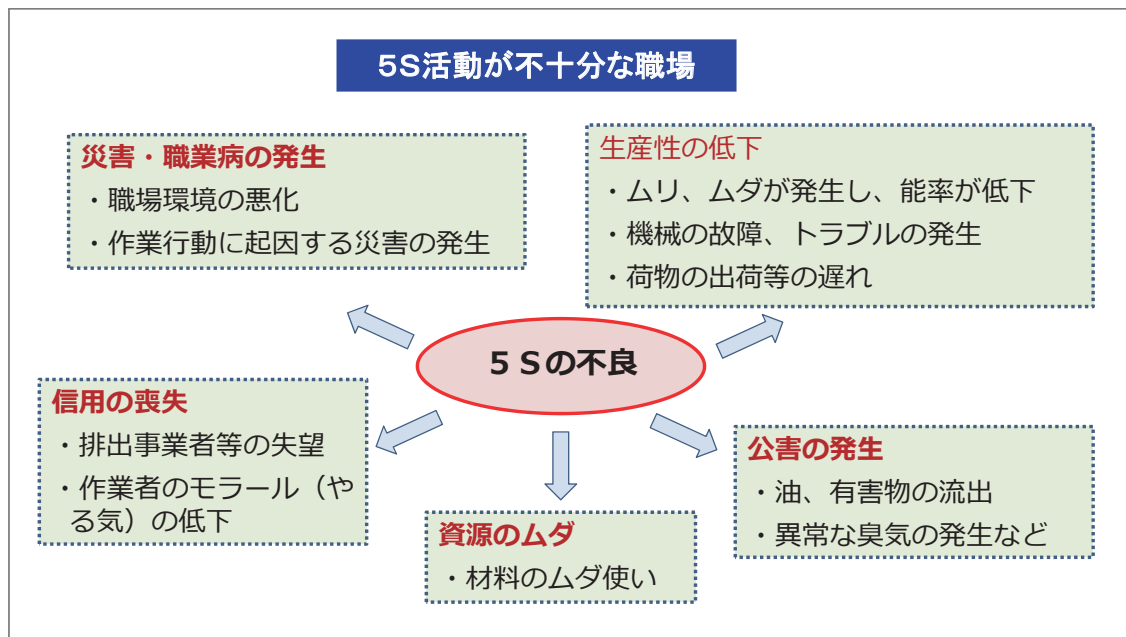 5S活動が不十分な職場
災害・職業病の発生
・職場環境の悪化
・作業行動に起因する災害の発生
生産性の低下
・ムリ、ムダが発生し、能率が低下
・機械の故障、トラブルの発生
・荷物の出荷等の遅れ
５Ｓの不良
信用の喪失
・排出事業者等の失望
・作業者のモラール（や
る気）の低下
資源のムダ
・材料のムダ使い
公害の発生
・油、有害物の流出
・異常な臭気の発生など